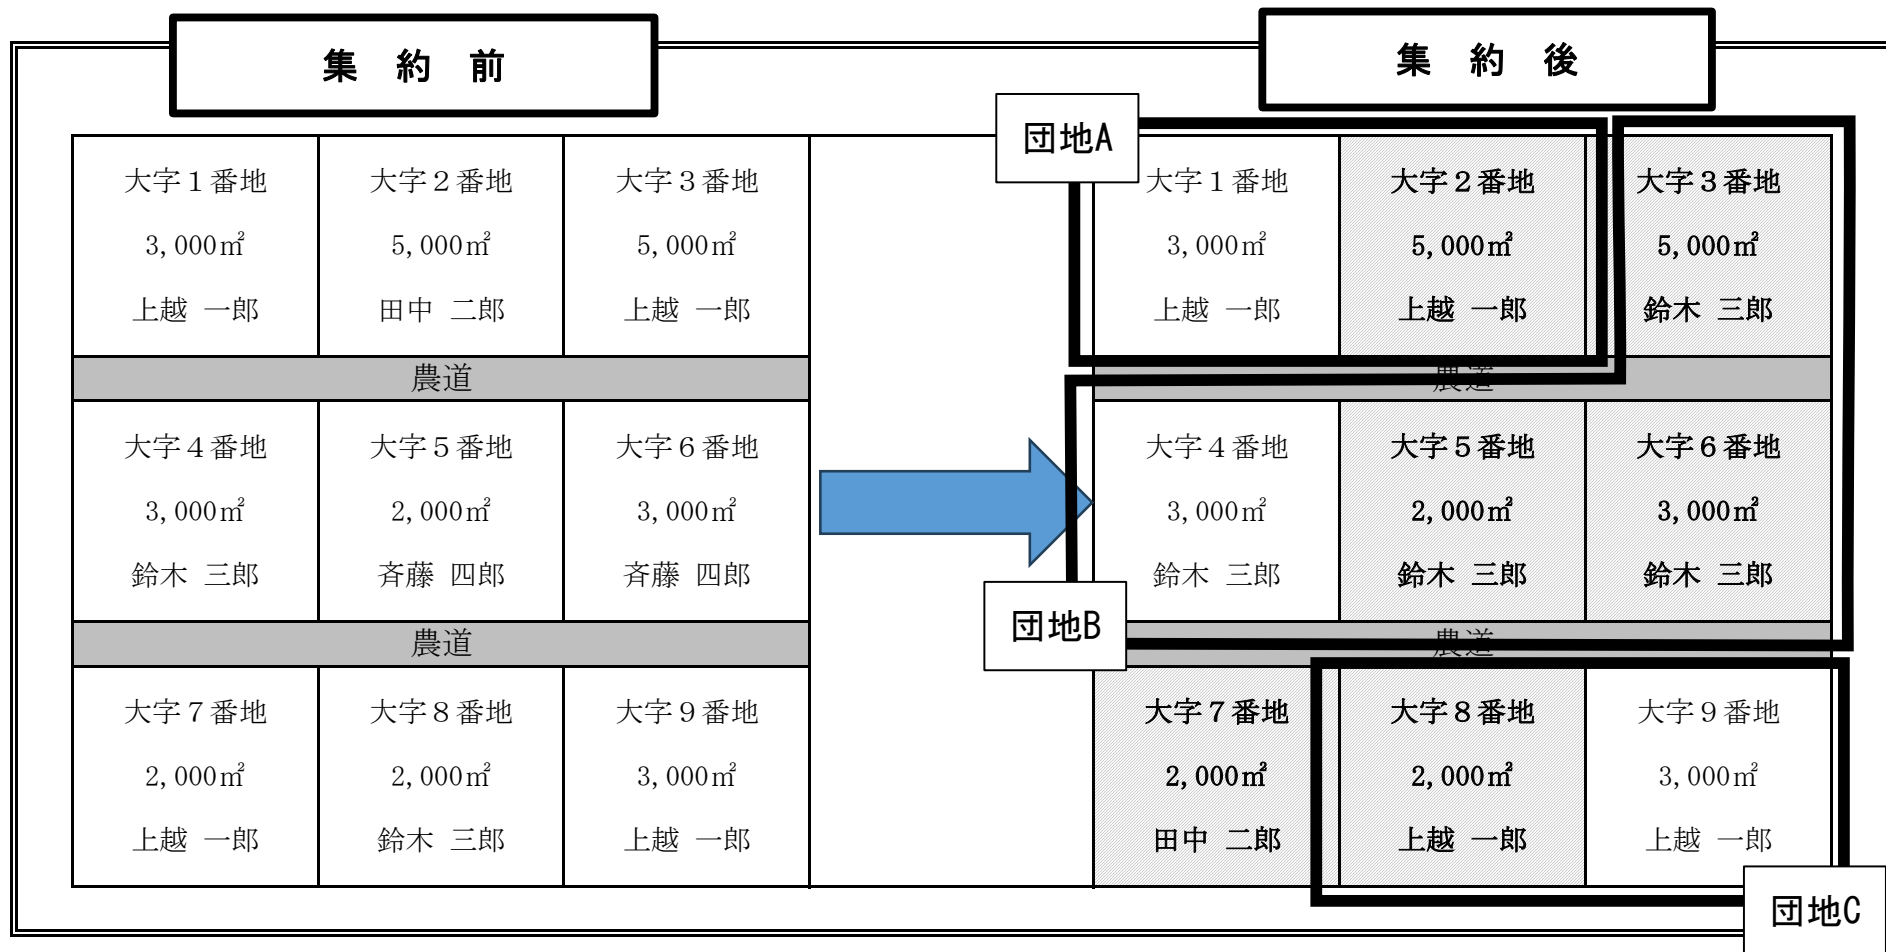 集 約 前
大字１番地
3,000㎡
上越 一郎
大字２番地
5,000㎡
田中 二郎
大字３番地
5,000㎡
上越 一郎
農道
大字４番地
3,000㎡
鈴木 三郎
大字５番地
2,000㎡
斉藤 四郎
大字６番地
3,000㎡
斉藤 四郎
農道
大字７番地
2,000㎡
上越 一郎
大字８番地
2,000㎡
鈴木 三郎
大字９番地
3,000㎡
上越 一郎
集 約 後
団地A
大字１番地
3,000㎡
上越 一郎
大字２番地
5,000㎡
上越 一郎
大字３番地
5,000㎡
鈴木 三郎
農道
大字４番地
3,000㎡
鈴木 三郎
大字５番地
2,000㎡
鈴木 三郎
大字６番地
3,000㎡
鈴木 三郎
団地B
農道
大字７番地
2,000㎡
田中 二郎
大字８番地
2,000㎡
上越 一郎
大字９番地
3,000㎡
上越 一郎
団地C